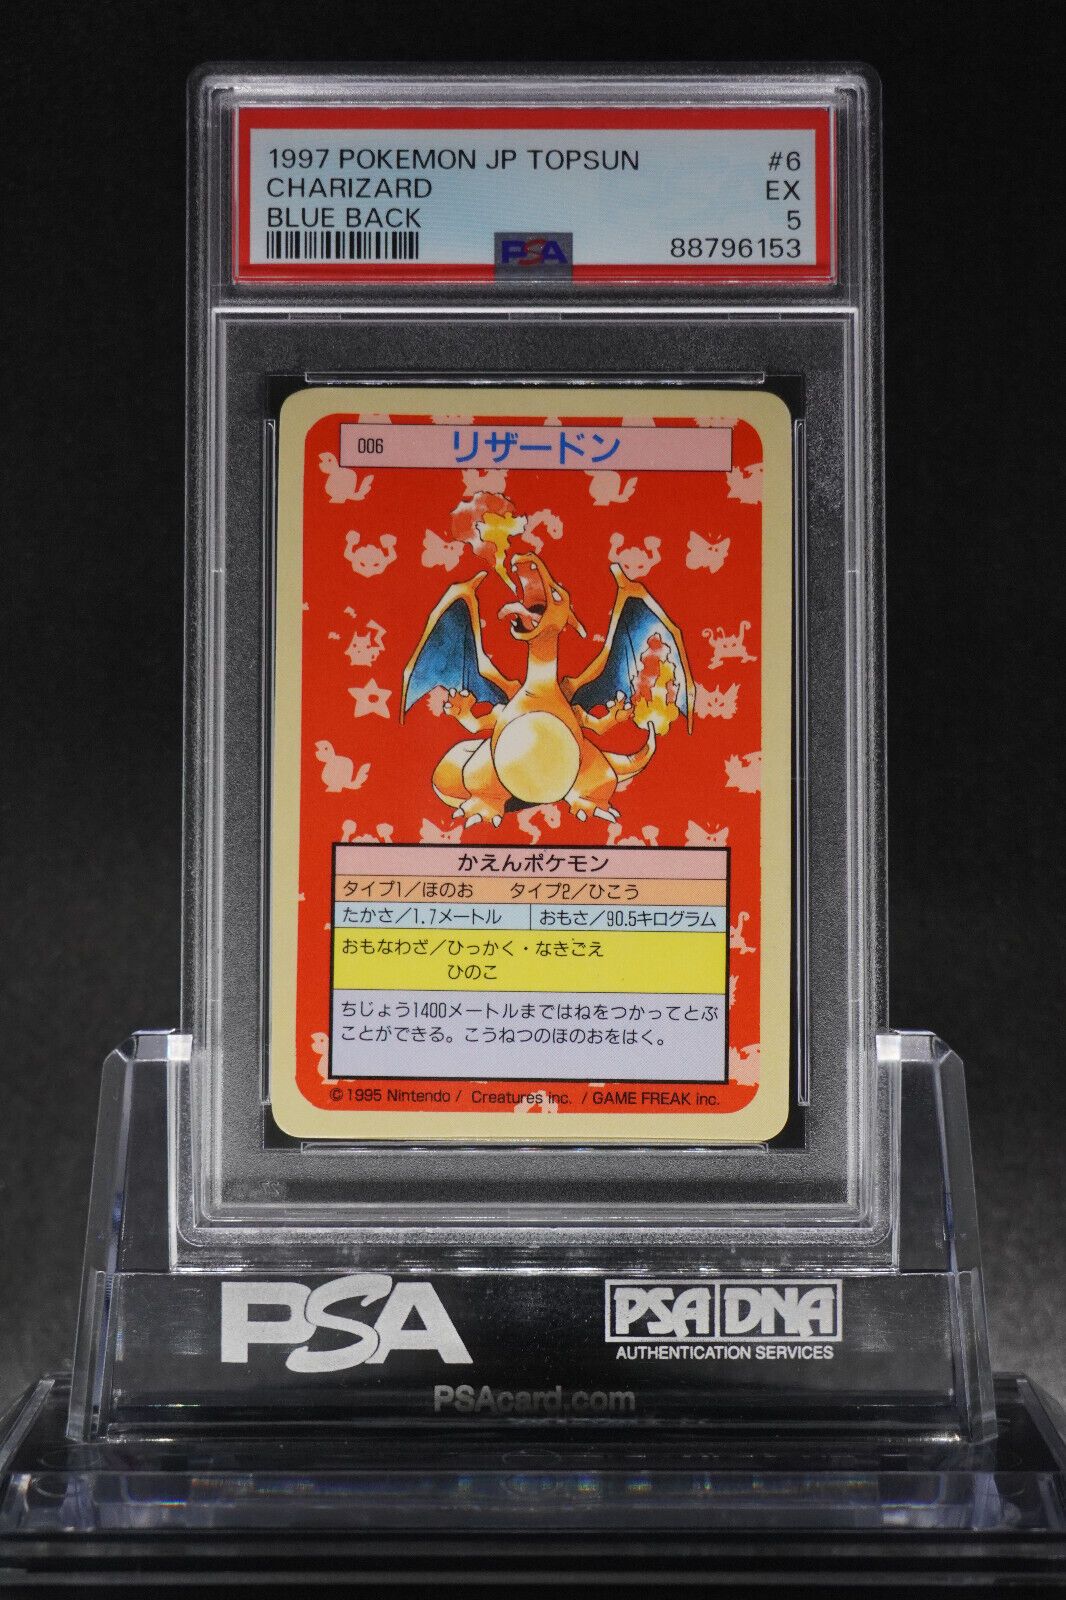 1997 POKEMON JP TOPSUN #6
CHARIZARD EX
BLUE BACK 5
PSA 88796153
006 リザードン
かえんポケモン
タイプ1/ほのお タイプ2/ひこう
たかさ/1.7メートル おもさ/90.5キログラム
おもなわざ/ひっかく・なきごえ
ひのこ
ちじょう1400メートルまではねをつかってとぶ
ことができる。こうねつのほのおをはく。
©1995 Nintendo / Creatures inc. / GAME FREAK inc.
PSA PSA DNA
AUTHENTICATION SERVICES
PSAcard.com